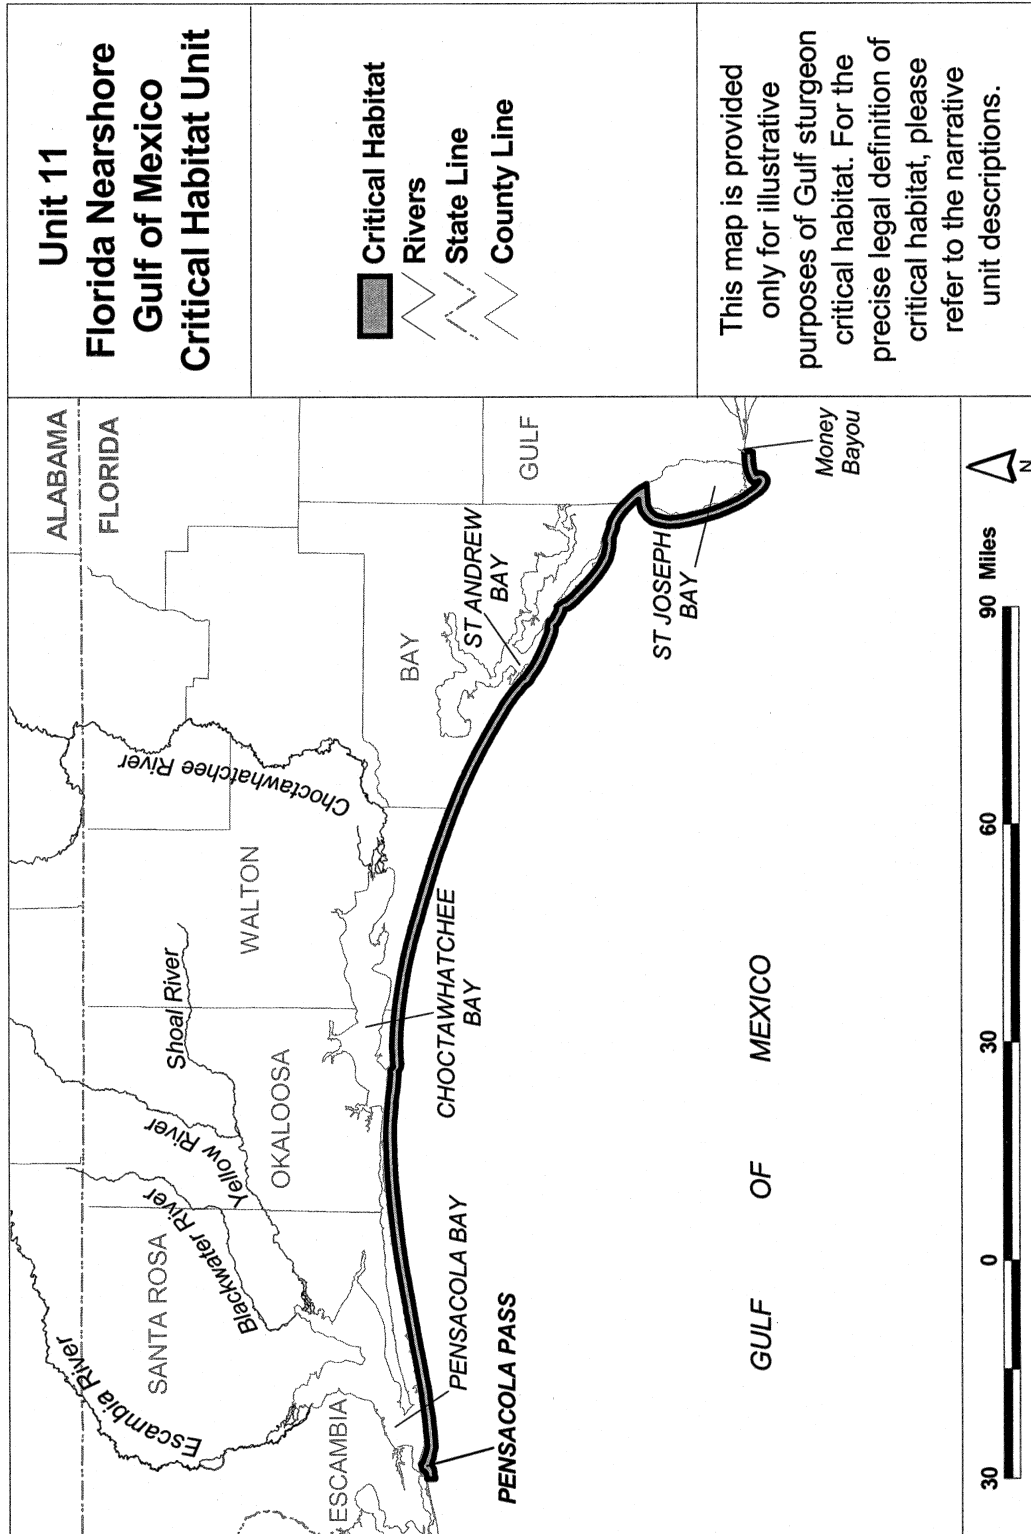 Unit 11
Florida Nearshore
Gulf of Mexico
Critical Habitat Unit
Critical Habitat
Rivers
State Line
County Line
This map is provided
only for illustrative
purposes of Gulf sturgeon
critical habitat. For the
precise legal definition of
critical habitat, please
refer to the narrative
unit descriptions.
ALABAMA
FLORIDA
Escambia River
SANTA ROSA
Blackwater River
Yellow River
Shoal River
OKALOOSA
WALTON
Choctawhatchee River
ESCAMBIA
PENSACOLA BAY
PENSACOLA PASS
CHOCTAWHATCHEE
BAY
BAY
ST ANDREW
BAY
GULF
ST JOSEPH
BAY
Money
Bayou
GULF OF MEXICO
30 0 30 60 90 Miles
N